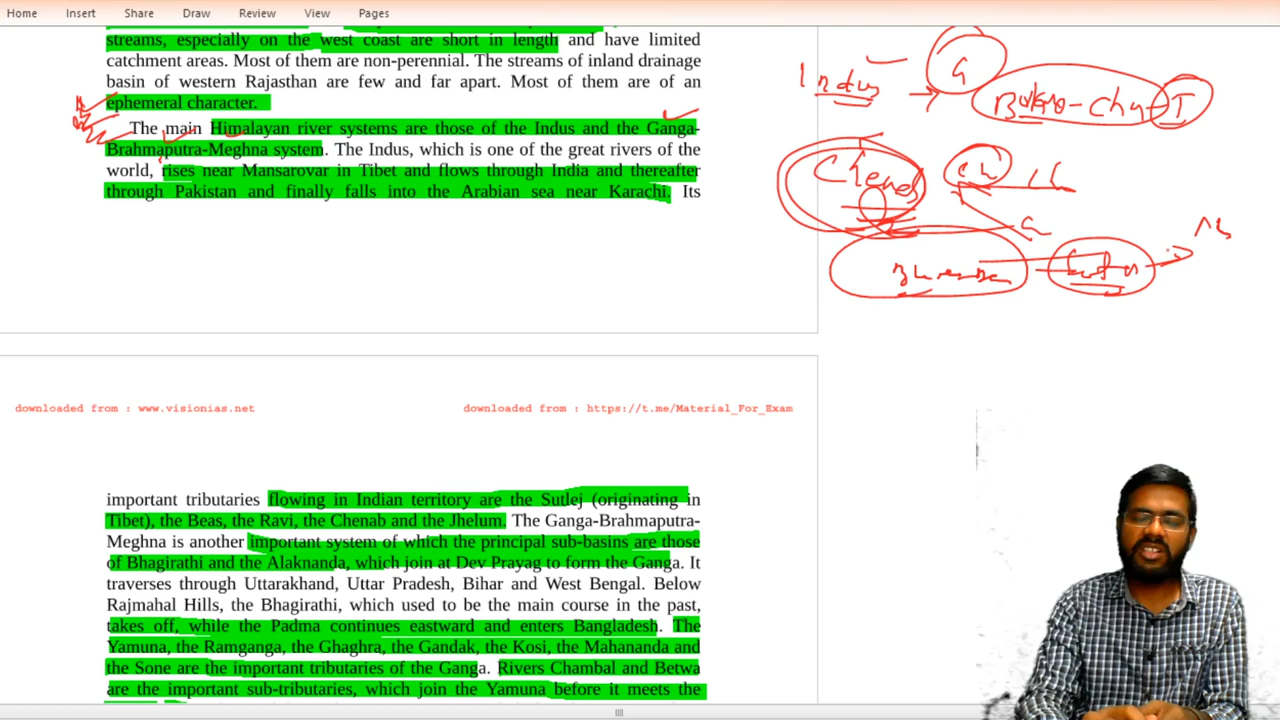 Home Insert Share Draw Review View Pages
streams, especially on the west coast are short in length and have limited
catchment areas. Most of them are non-perennial. The streams of inland drainage
basin of western Rajasthan are few and far apart. Most of them are of an
ephemeral character.
The main Himalayan river systems are those of the Indus and the Ganga-
Brahmaputra-Meghna system. The Indus, which is one of the great rivers of the
world, rises near Mansarovar in Tibet and flows through India and thereafter
through Pakistan and finally falls into the Arabian sea near Karachi. Its
Indus
G
downloaded from : www.visionias.net
downloaded from : https://t.me/Material_For_Exam
important tributaries flowing in Indian territory are the Sutlej (originating in
Tibet), the Beas, the Ravi, the Chenab and the Jhelum. The Ganga-Brahmaputra-
Meghna is another important system of which the principal sub-basins are those
of Bhagirathi and the Alaknanda, which join at Dev Prayag to form the Ganga. It
traverses through Uttarakhand, Uttar Pradesh, Bihar and West Bengal. Below
Rajmahal Hills, the Bhagirathi, which used to be the main course in the past,
takes off, while the Padma continues eastward and enters Bangladesh. The
Yamuna, the Ramganga, the Ghaghra, the Gandak, the Kosi, the Mahananda and
the Sone are the important tributaries of the Ganga. Rivers Chambal and Betwa
are the important sub-tributaries, which join the Yamuna before it meets the